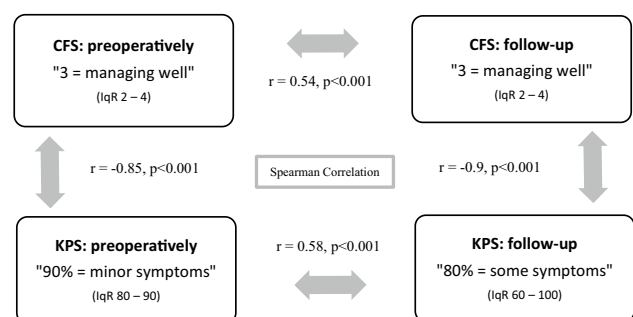 CFS: preoperatively
"3 = managing well"
(IqR 2 – 4)
r = 0.54, p<0.001
CFS: follow-up
"3 = managing well"
(IqR 2 – 4)
r = -0.85, p<0.001
Spearman Correlation
r = -0.9, p<0.001
KPS: preoperatively
"90% = minor symptoms"
(IqR 80 – 90)
r = 0.58, p<0.001
KPS: follow-up
"80% = some symptoms"
(IqR 60 – 100)